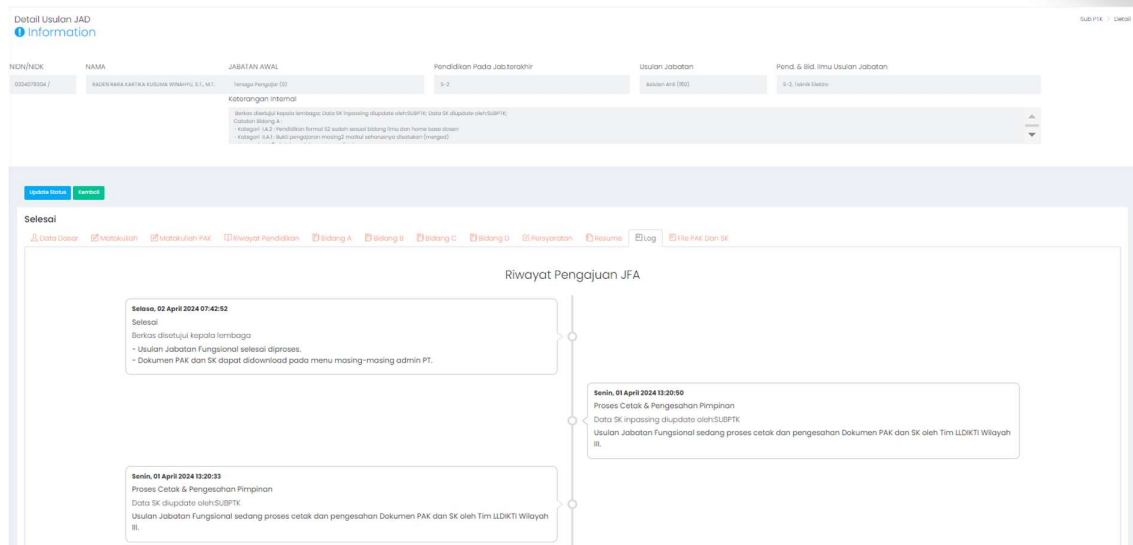 Detail Usulan JAD
Sub PTK > Detail
Information
NIDN/NIDK
NAMA
JABATAN AWAL
Pendidikan Pada Jab.terakhir
Usulan Jabatan
Pend. & Bid. Ilmu Usulan Jabatan
RADEN RARA KARTIKA KUSUMA WINAHYU, S.T., M.T.
Tenaga Pengajar (0)
S-2
Asisten Ahli (150)
S-2, Teknik Elektro
Keterangan Internal
Berkas disetujui kepala lembaga; Data SK inpassing diupdate oleh:SUBPTK; Data SK diupdate oleh:SUBPTK;
Catatan Bidang A :
- Kategori I.A.2 : Pendidikan formal S2 sudah sesuai bidang ilmu dan home base dosen
- Kategori II.A.1 : Bukti pengajaran masing2 matkul seharusnya disatukan (merged)
Update Status
Kembali
Selesai
Data Dasar
Matakuliah
Matakuliah PAK
Riwayat Pendidikan
Bidang A
Bidang B
Bidang C
Bidang D
Persyaratan
Resume
Log
File PAK Dan SK
Riwayat Pengajuan JFA
Selasa, 02 April 2024 07:42:52
Selesai
Berkas disetujui kepala lembaga
- Usulan Jabatan Fungsional selesai diproses.
- Dokumen PAK dan SK dapat didownload pada menu masing-masing admin PT.
Senin, 01 April 2024 13:20:50
Proses Cetak & Pengesahan Pimpinan
Data SK inpassing diupdate oleh:SUBPTK
Usulan Jabatan Fungsional sedang proses cetak dan pengesahan Dokumen PAK dan SK oleh Tim LLDIKTI Wilayah
III.
Senin, 01 April 2024 13:20:33
Proses Cetak & Pengesahan Pimpinan
Data SK diupdate oleh:SUBPTK
Usulan Jabatan Fungsional sedang proses cetak dan pengesahan Dokumen PAK dan SK oleh Tim LLDIKTI Wilayah
III.